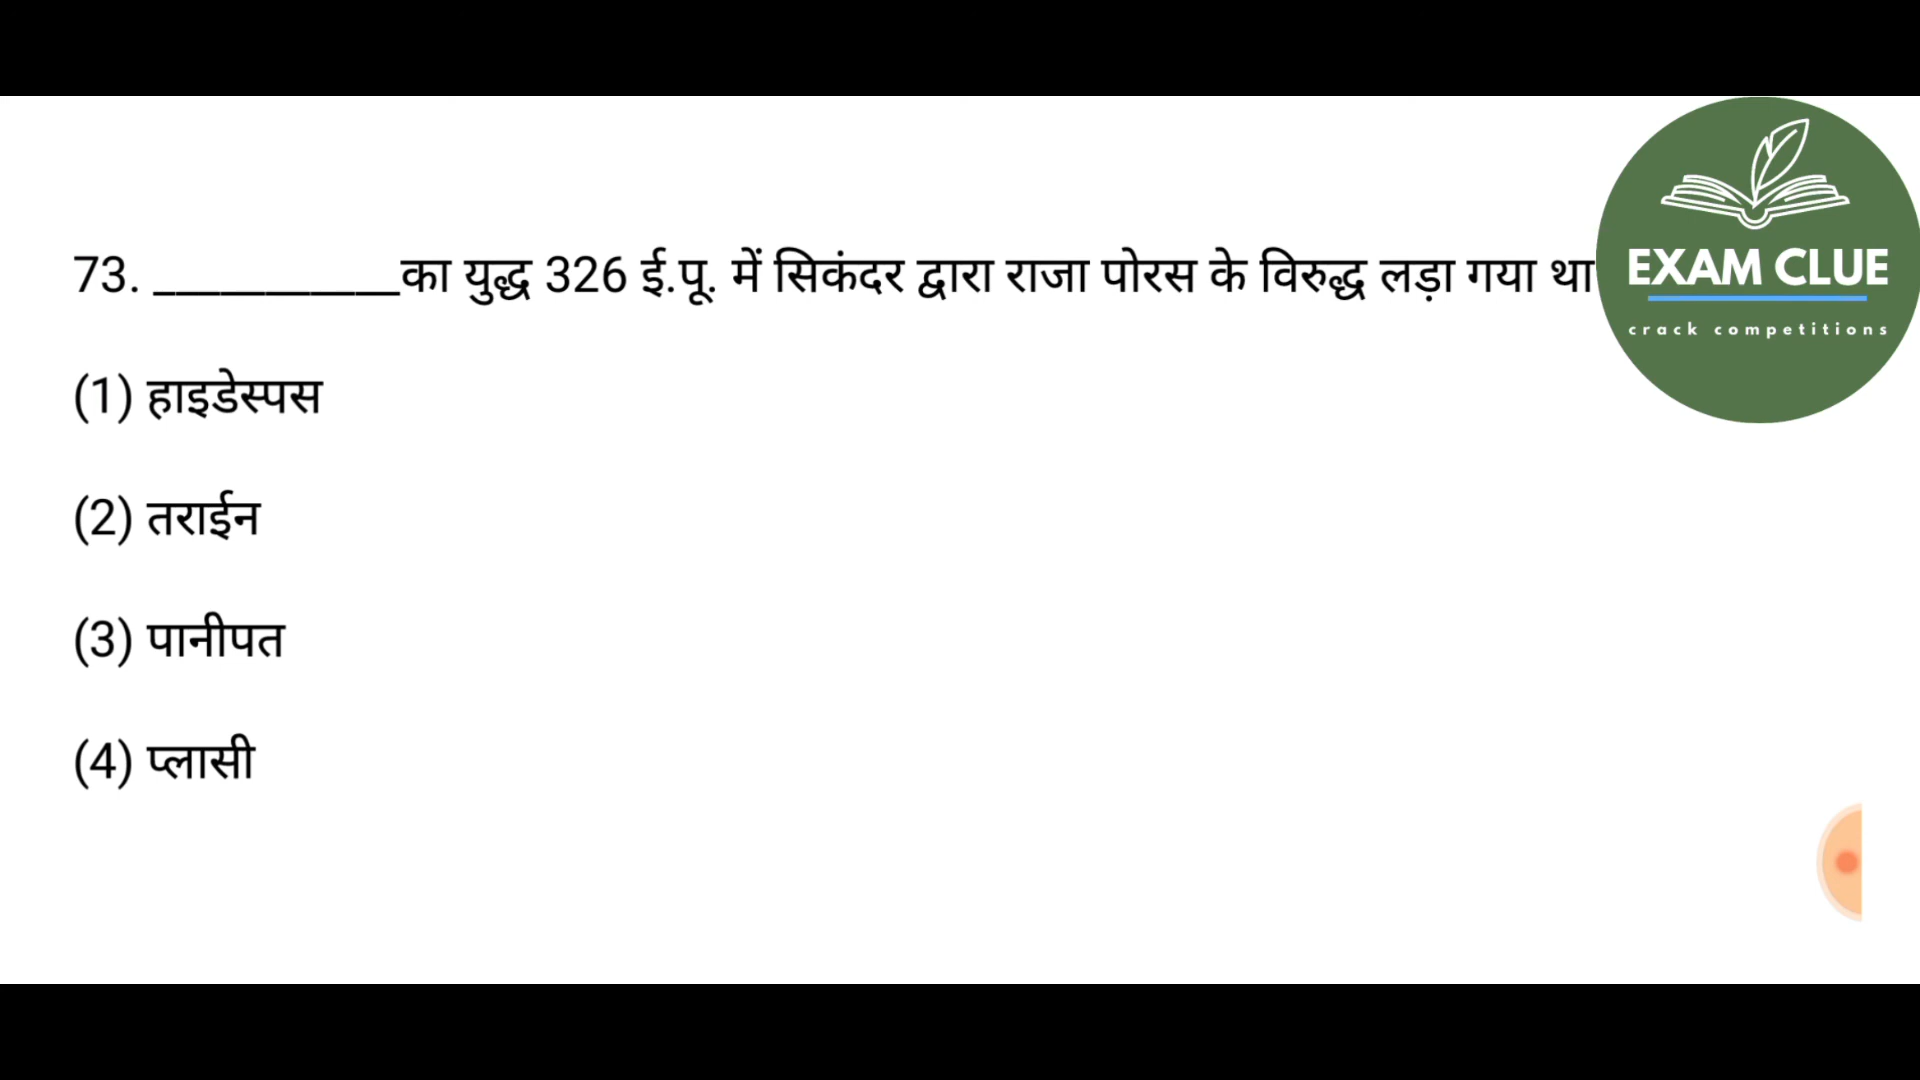 73. ___________का युद्ध 326 ई.पू. में सिकंदर द्वारा राजा पोरस के विरुद्ध लड़ा गया था
(1) हाइडेस्पस
(2) तराईन
(3) पानीपत
(4) प्लासी
EXAM CLUE
crack competitions